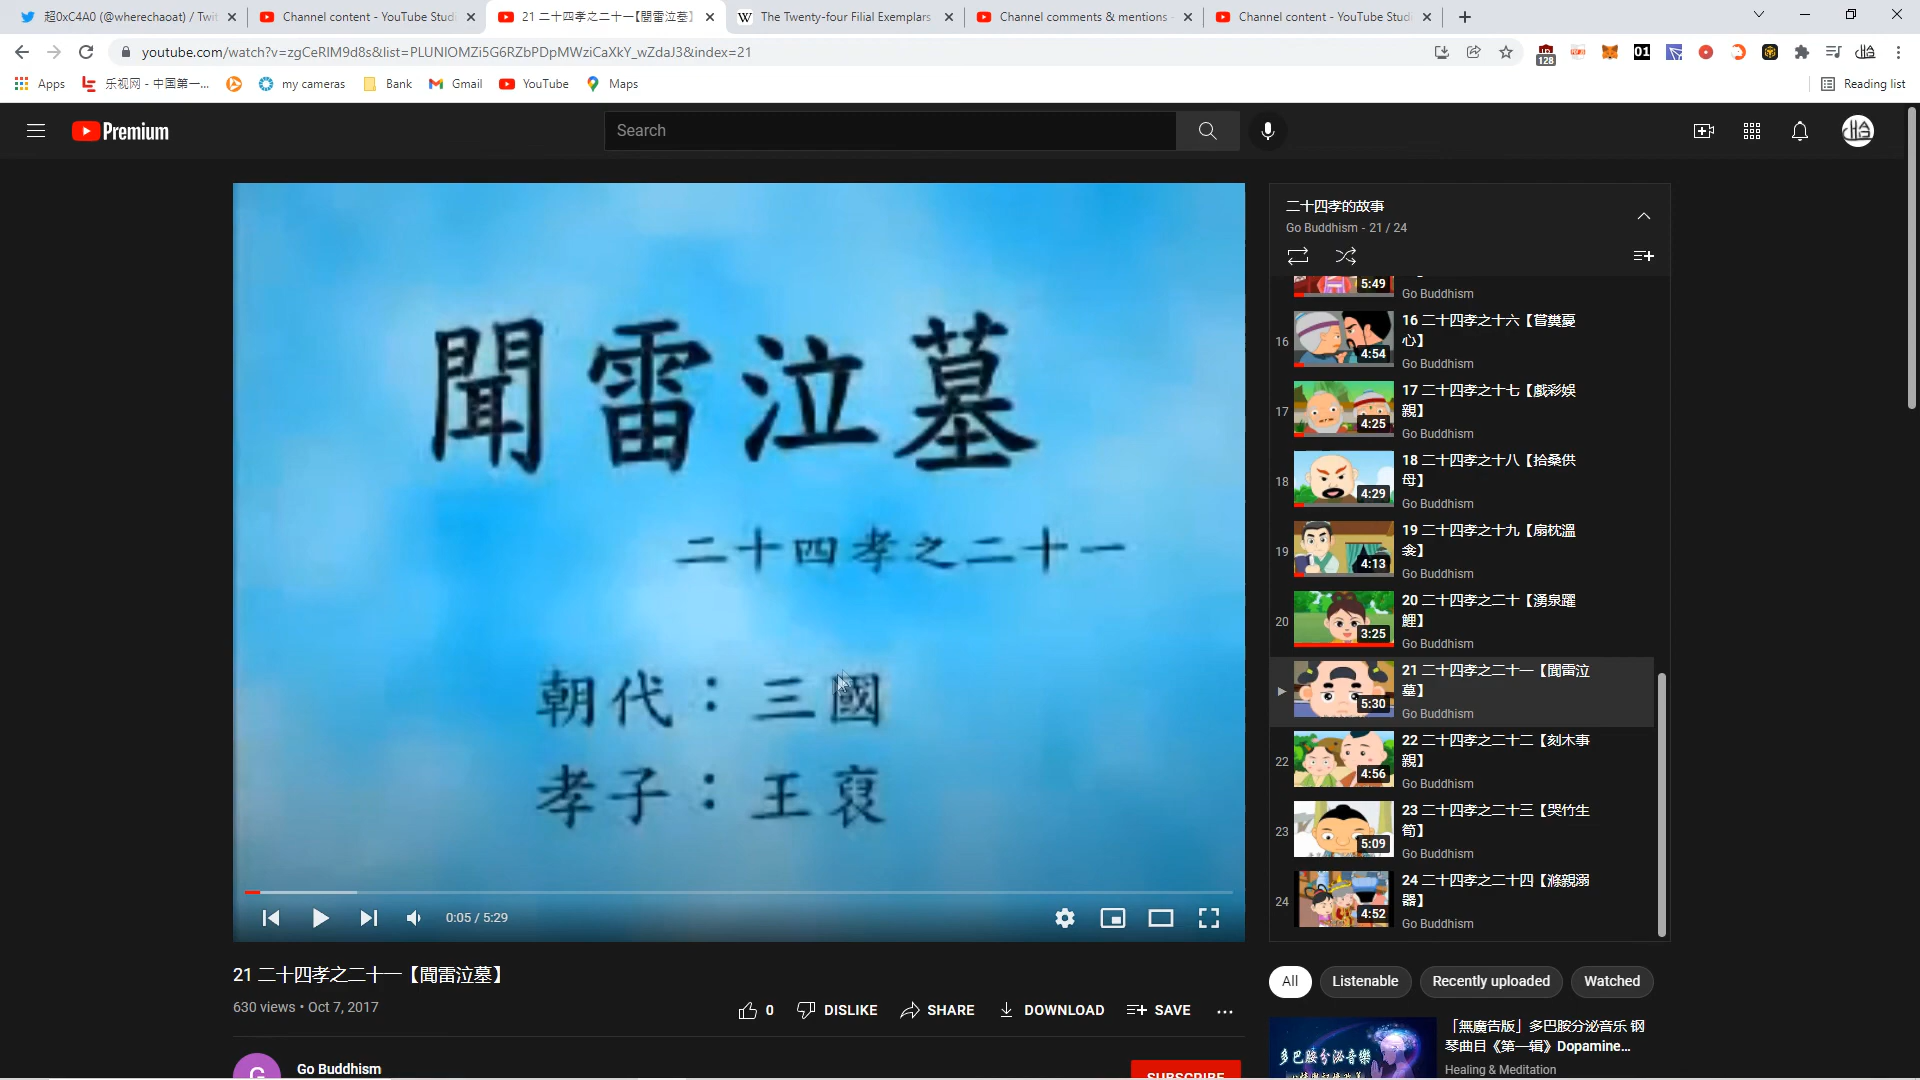 超0xC4A0 (@wherechaoat) / Twit
Channel content - YouTube Studi
21 二十四孝之二十一【聞雷泣墓】
The Twenty-four Filial Exemplars
Channel comments & mentions
Channel content - YouTube Studi
youtube.com/watch?v=zgCeRlM9d8s&list=PLUNIOMZi5G6RZbPDpMWziCaXkY_wZdaJ3&index=21
128
01
Apps
乐视网 - 中国第一...
my cameras
Bank
Gmail
YouTube
Maps
Reading list
Premium
Search
聞雷泣墓
二十四孝之二十一
朝代：三國
孝子：王裒
0:05 / 5:29
二十四孝的故事
Go Buddhism - 21 / 24
5:49
Go Buddhism
16
4:54
16 二十四孝之十六【嘗糞憂
心】
Go Buddhism
17
4:25
17 二十四孝之十七【戲彩娛
親】
Go Buddhism
18
4:29
18 二十四孝之十八【拾桑供
母】
Go Buddhism
19
4:13
19 二十四孝之十九【扇枕溫
衾】
Go Buddhism
20
3:25
20 二十四孝之二十【湧泉躍
鯉】
Go Buddhism
5:30
21 二十四孝之二十一【聞雷泣
墓】
Go Buddhism
22
4:56
22 二十四孝之二十二【刻木事
親】
Go Buddhism
23
5:09
23 二十四孝之二十三【哭竹生
筍】
Go Buddhism
24
4:52
24 二十四孝之二十四【滌親溺
器】
Go Buddhism
21 二十四孝之二十一【聞雷泣墓】
630 views • Oct 7, 2017
0
DISLIKE
SHARE
DOWNLOAD
SAVE
G
Go Buddhism
SUBSCRIBE
All
Listenable
Recently uploaded
Watched
多巴胺分泌音樂
「無廣告版」多巴胺分泌音乐 钢
琴曲目《第一辑》Dopamine...
Healing & Meditation